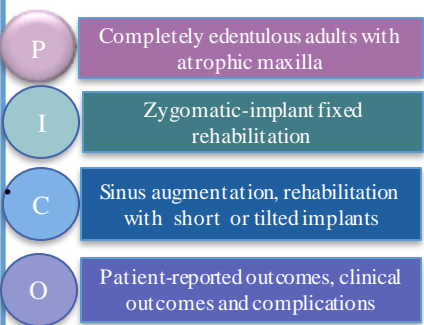 P
Completely edentulous adults with
atrophic maxilla
I
Zygomatic-implant fixed
rehabilitation
C
Sinus augmentation, rehabilitation
with short or tilted implants
O
Patient-reported outcomes, clinical
outcomes and complications